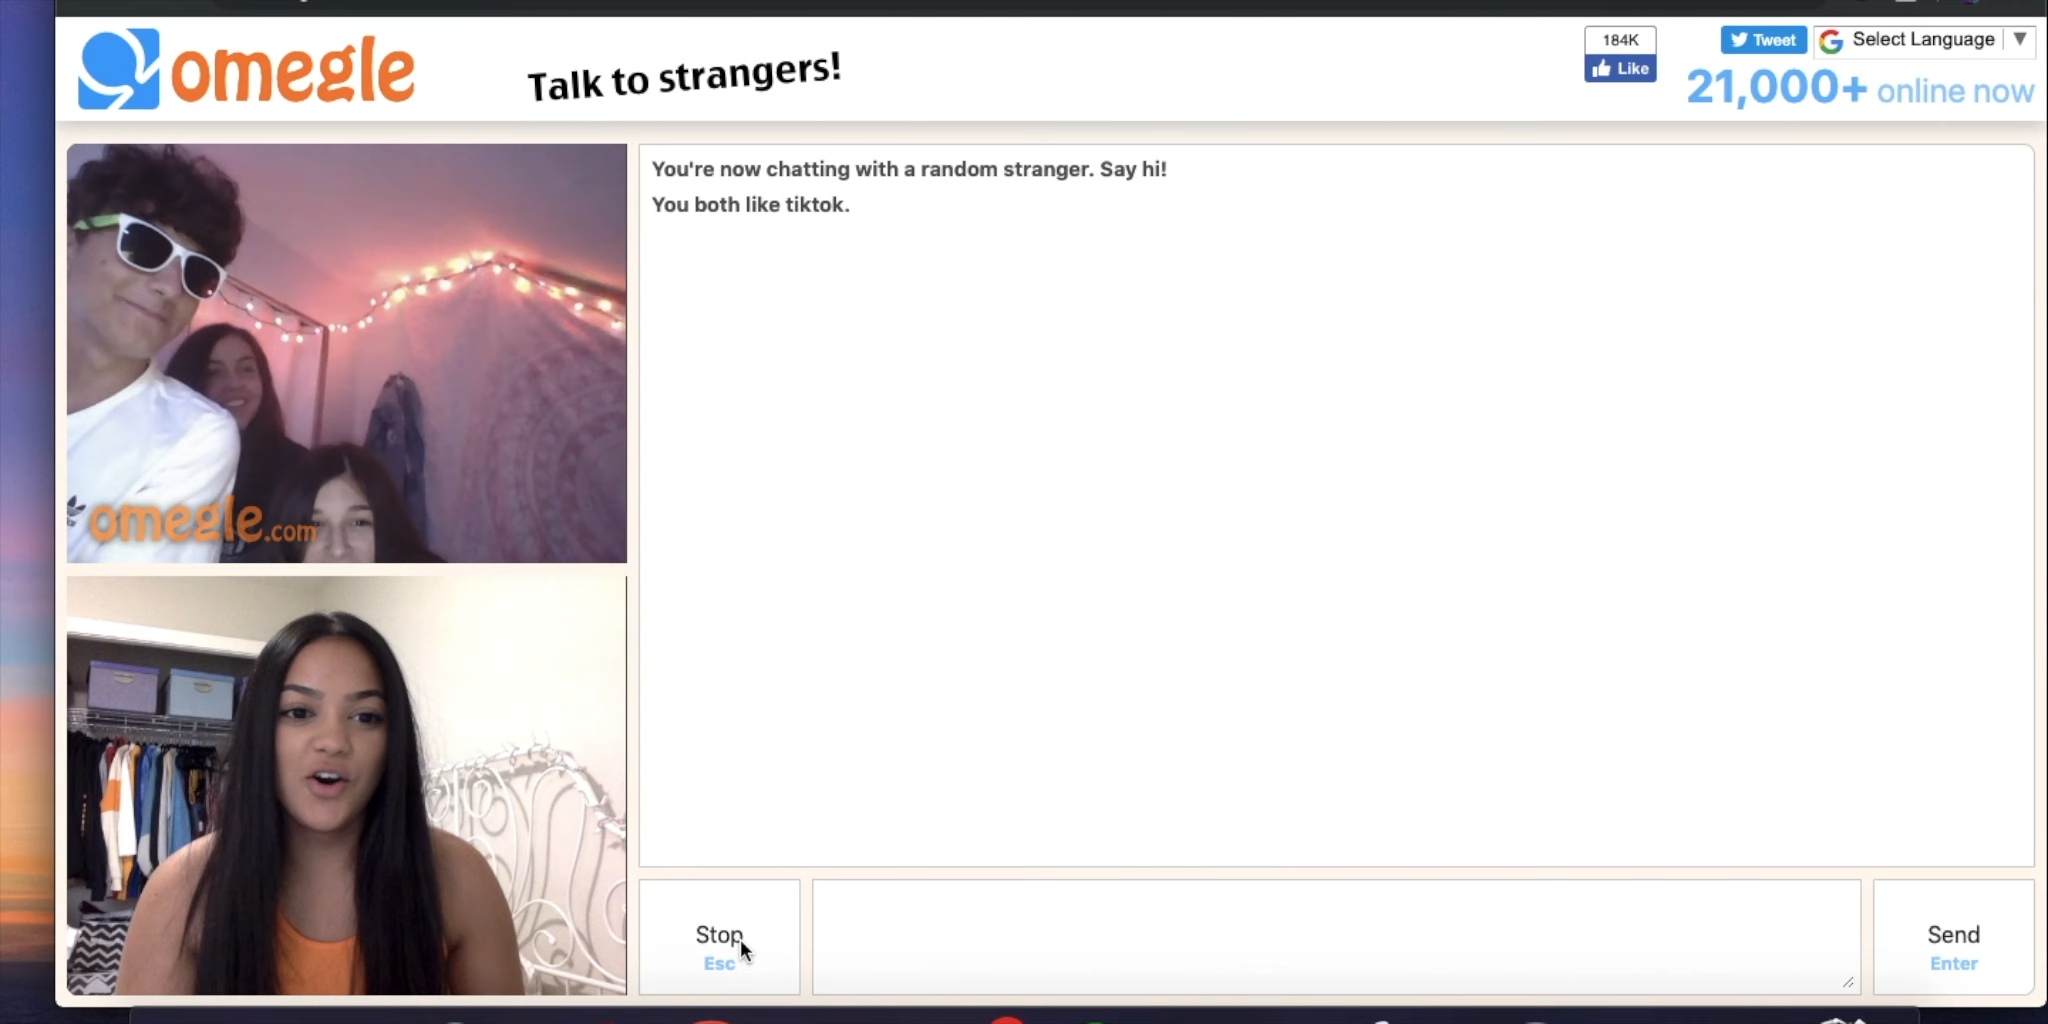 omegle
Talk to strangers!
184K
Like
Tweet
Select Language
21,000+ online now
omegle.com
You're now chatting with a random stranger. Say hi!
You both like tiktok.
Stop
Esc
Send
Enter